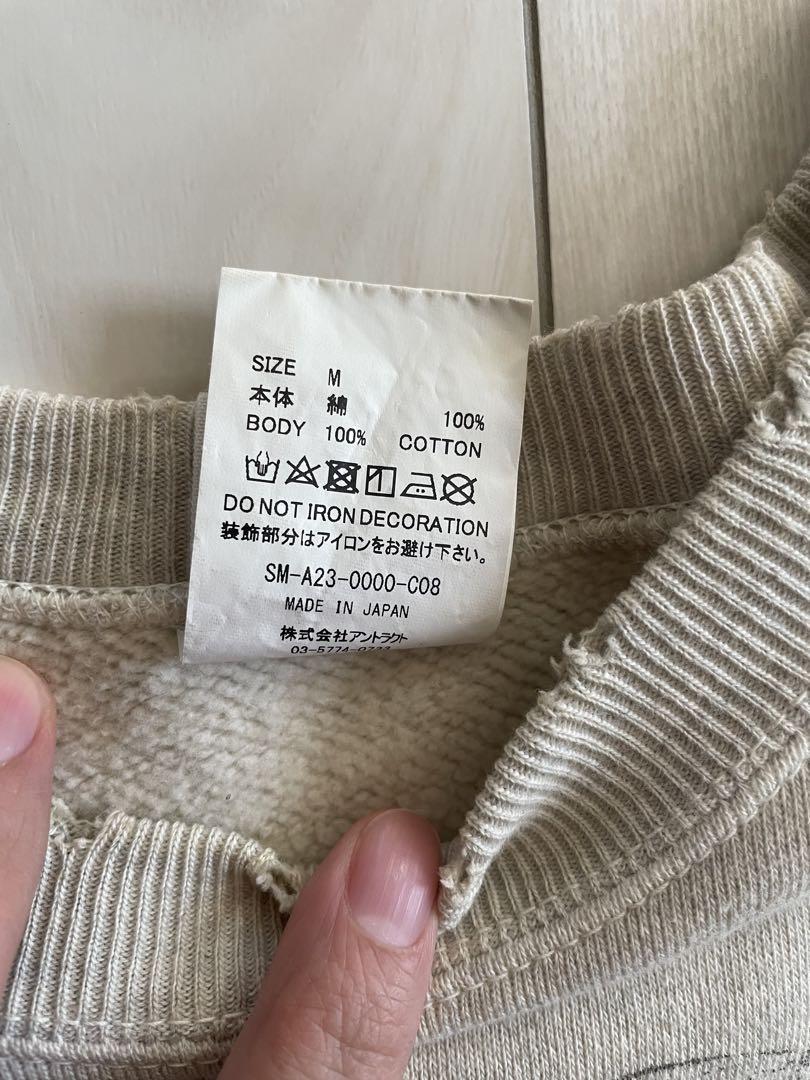 SIZE M
本体 綿 100%
BODY 100% COTTON
DO NOT IRON DECORATION
装飾部分はアイロンをお避け下さい。
SM-A23-0000-C08
MADE IN JAPAN
株式会社アントラクト